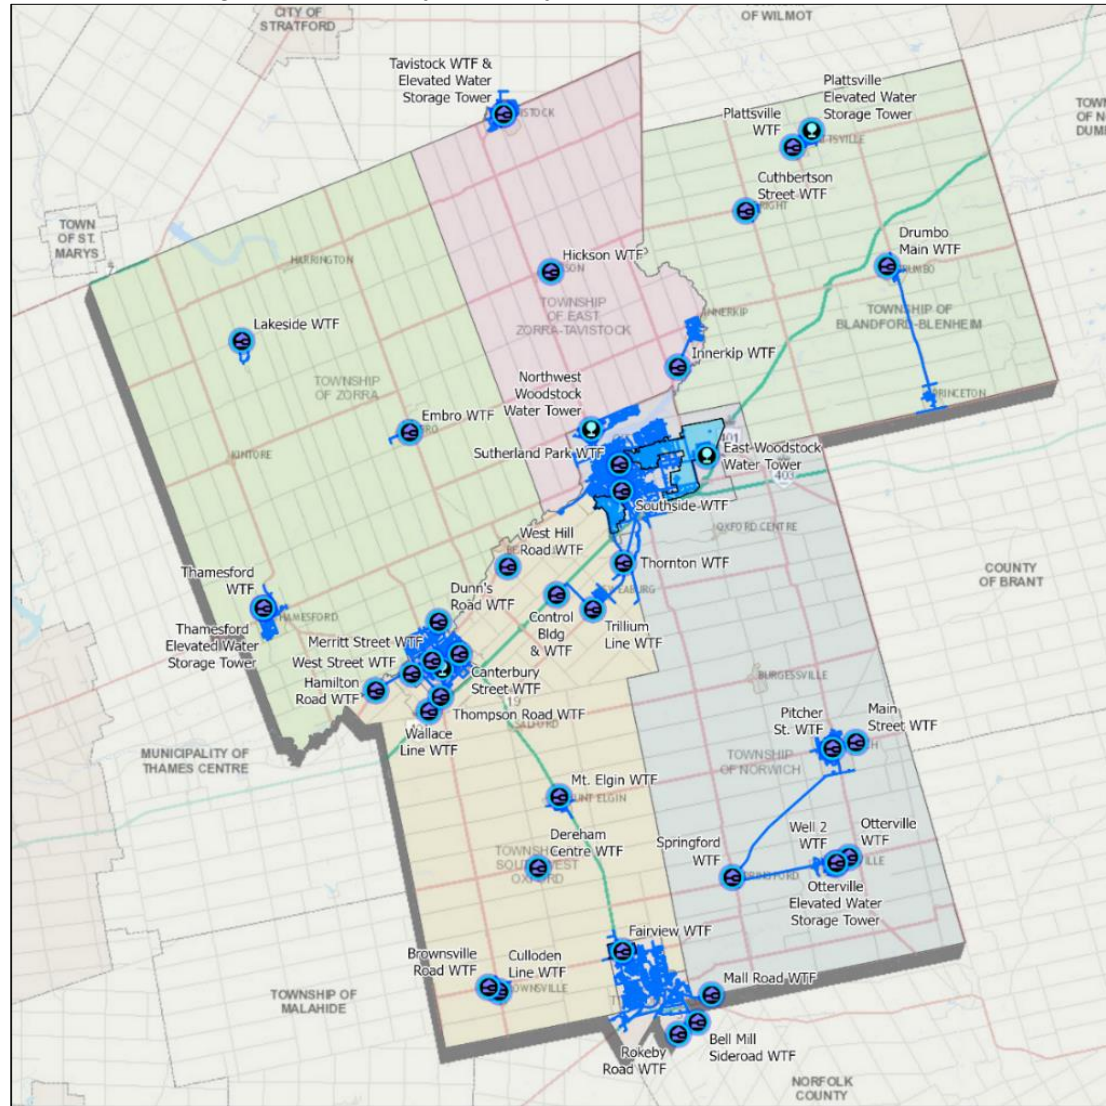 CITY OF
STRATFORD
OF WILMOT
Tavistock WTF &
Elevated Water
Storage Tower
Plattsville
Elevated Water
Storage Tower
Plattsville
WTF
Cuthbertson
Street WTF
TOWN
OF ST.
MARYS
Drumbo
Main WTF
HARRINGTON
Hickson WTF
TOWNSHIP
OF EAST
ZORRA-TAVISTOCK
TOWNSHIP OF
BLANDFORD-BLENHEIM
INNERKIP
Lakeside WTF
Innerkip WTF
TOWNSHIP
OF ZORRA
Northwest
Woodstock
Water Tower
PRINCETON
Embro WTF
KINTORE
Sutherland Park WTF
401
East Woodstock
Water Tower
403
Southside WTF
OXFORD CENTRE
West Hill
Road WTF
Thornton WTF
COUNTY
OF BRANT
Thamesford
WTF
Dunn's
Road WTF
Control
Bldg
& WTF
Trillium
Line WTF
Thamesford
Elevated Water
Storage Tower
Merritt Street WTF
West Street WTF
Hamilton
Road WTF
Canterbury
Street WTF
19
Thompson Road WTF
Wallace
Line WTF
BURGESSVILLE
MUNICIPALITY OF
THAMES CENTRE
Pitcher
St. WTF
Main
Street WTF
TOWNSHIP
OF NORWICH
Mt. Elgin WTF
Dereham
Centre WTF
Springford
WTF
Well 2
WTF
Otterville
WTF
Otterville
Elevated Water
Storage Tower
Fairview WTF
Brownsville
Road WTF
Culloden
Line WTF
Mall Road WTF
TOWNSHIP OF
MALAHIDE
Rokeby
Road WTF
Bell Mill
Sideroad WTF
NORFOLK
COUNTY